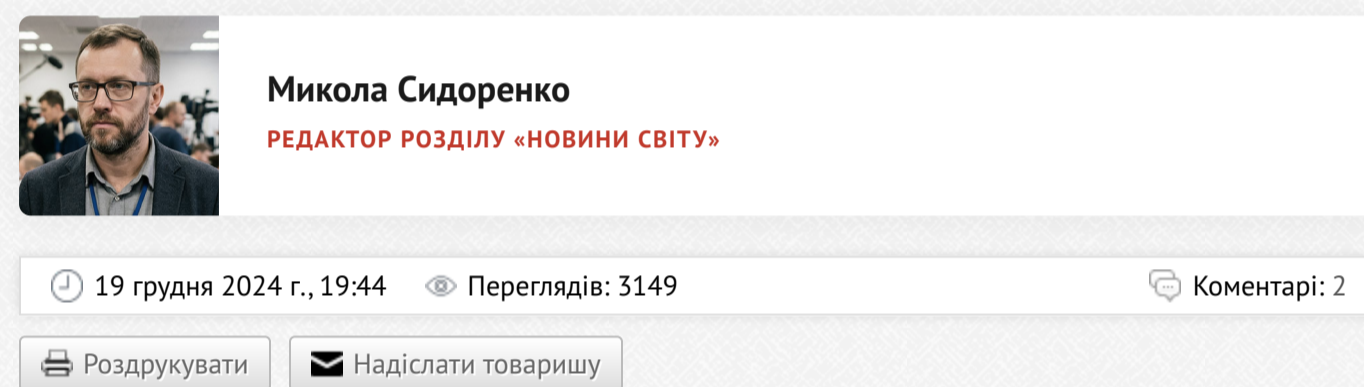 Микола Сидоренко
РЕДАКТОР РОЗДІЛУ «НОВИНИ СВІТУ»
19 грудня 2024 г., 19:44 Переглядів: 3149 Коментарі: 2
Роздрукувати Надіслати товаришу